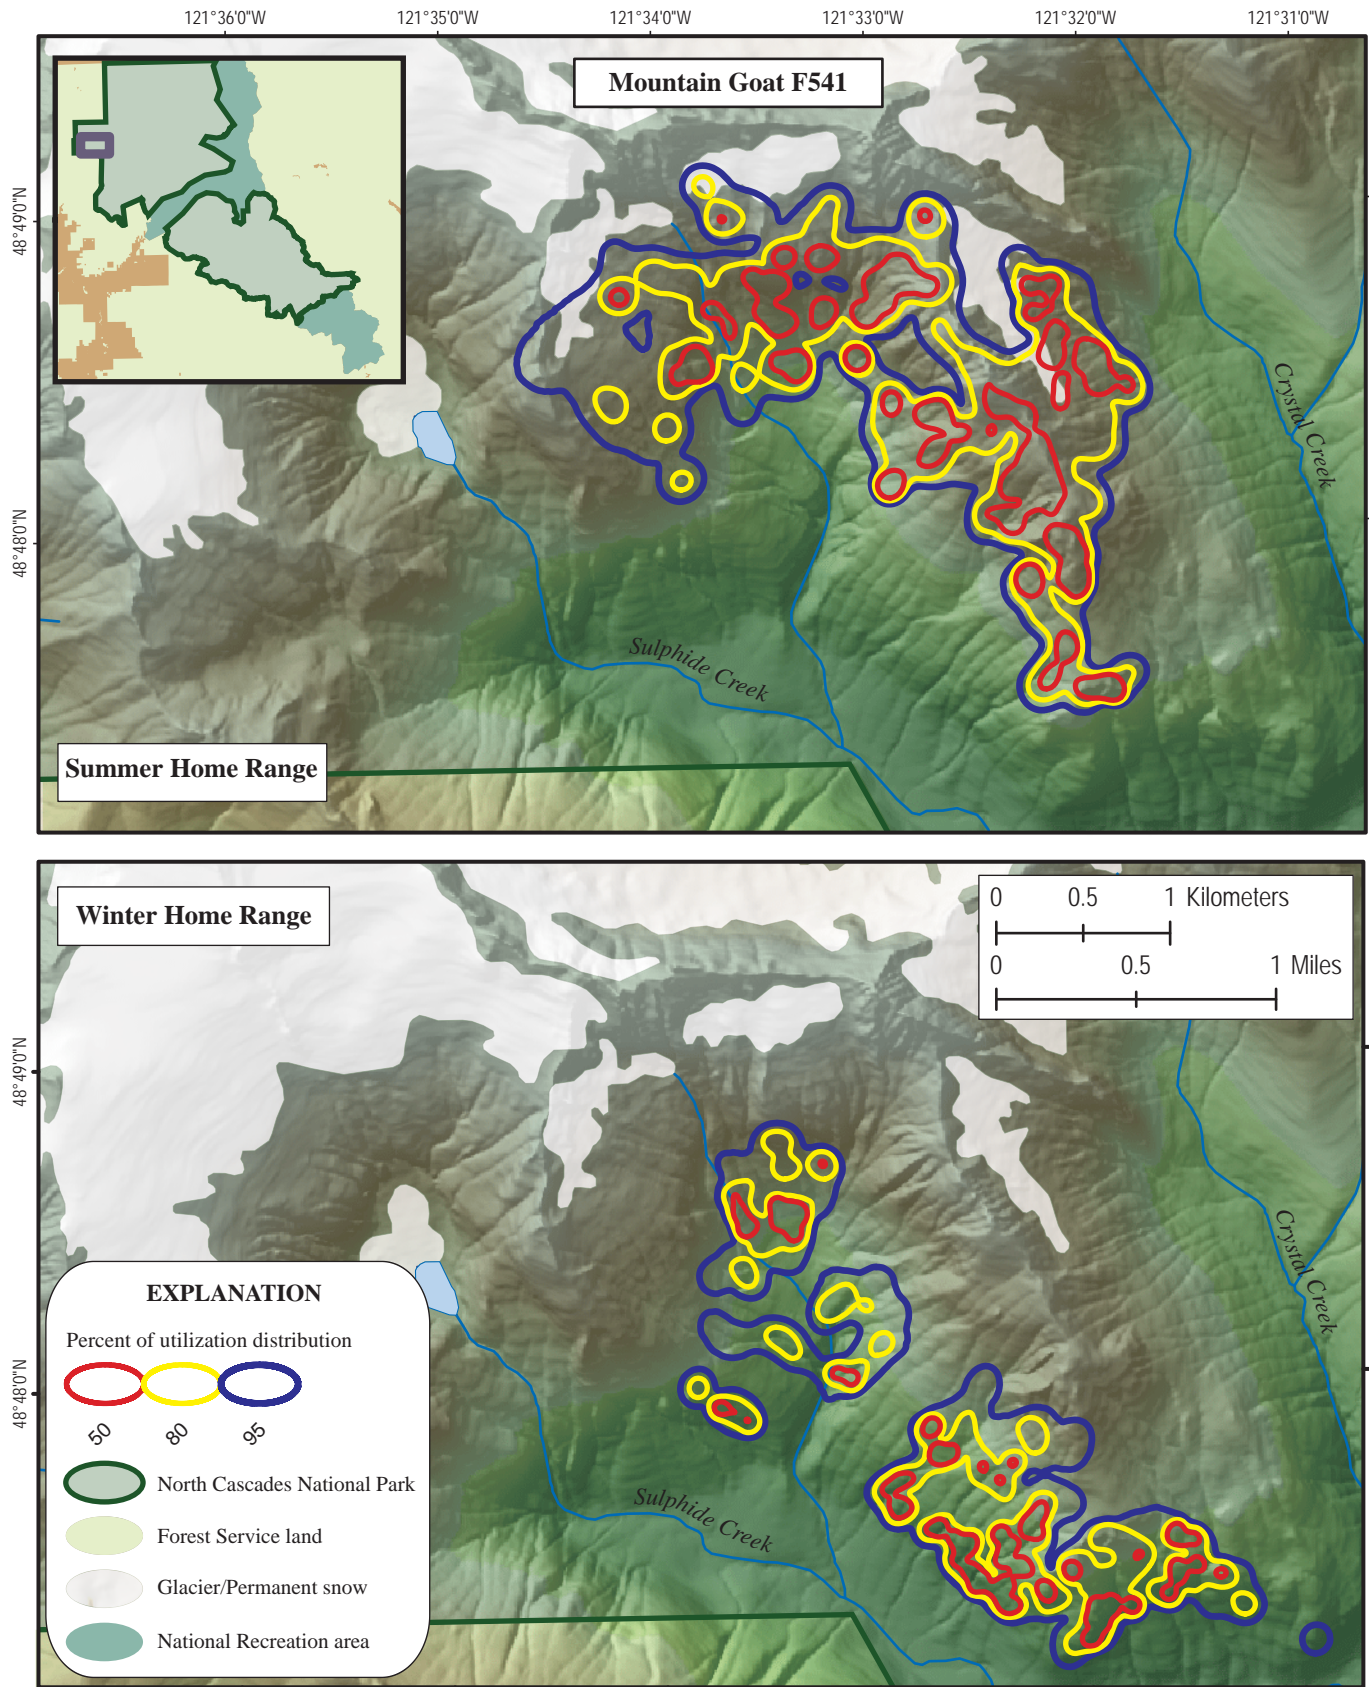 121°36'0"W 121°35'0"W 121°34'0"W 121°33'0"W 121°32'0"W 121°31'0"W
Mountain Goat F541
48°49'0"N
48°48'0"N
Crystal Creek
Sulphide Creek
Summer Home Range
Winter Home Range
0 0.5 1 Kilometers
0 0.5 1 Miles
48°49'0"N
48°48'0"N
Crystal Creek
Sulphide Creek
EXPLANATION
Percent of utilization distribution
50 80 95
North Cascades National Park
Forest Service land
Glacier/Permanent snow
National Recreation area